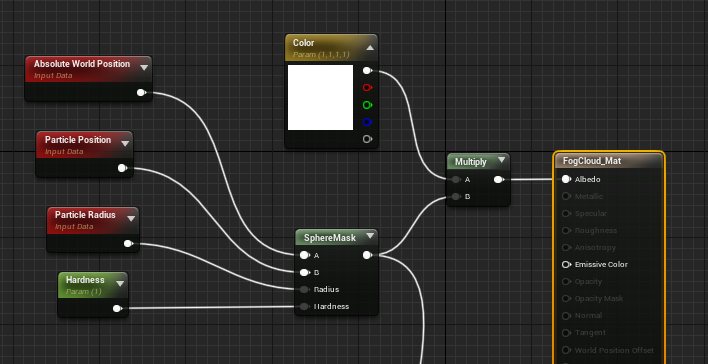 Absolute World Position
Input Data
Particle Position
Input Data
Particle Radius
Input Data
Hardness
Param (1)
Color
Param (1,1,1,1)
SphereMask
A
B
Radius
Hardness
Multiply
A
B
FogCloud_Mat
Albedo
Metallic
Specular
Roughness
Anisotropy
Emissive Color
Opacity
Opacity Mask
Normal
Tangent
World Position Offset